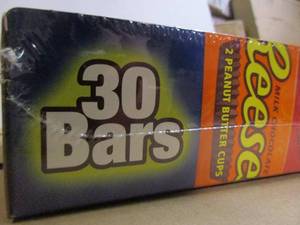 30
Bars
MILK CHOCOLATE
Reese
2 PEANUT BUTTER CUPS